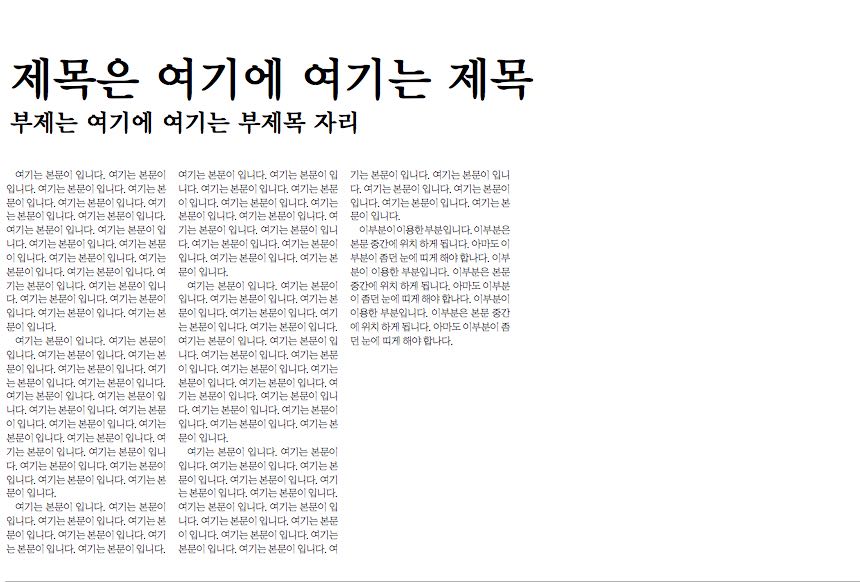 제목은 여기에 여기는 제목
부제는 여기에 여기는 부제목 자리
여기는 본문이 입니다. 여기는 본문이
입니다. 여기는 본문이 입니다. 여기는 본
문이 입니다. 여기는 본문이 입니다. 여기
는 본문이 입니다. 여기는 본문이 입니다.
여기는 본문이 입니다. 여기는 본문이 입
니다. 여기는 본문이 입니다. 여기는 본문
이 입니다. 여기는 본문이 입니다. 여기는
본문이 입니다. 여기는 본문이 입니다. 여
기는 본문이 입니다. 여기는 본문이 입니
다. 여기는 본문이 입니다. 여기는 본문이
입니다. 여기는 본문이 입니다. 여기는 본
문이 입니다.
여기는 본문이 입니다. 여기는 본문이
입니다. 여기는 본문이 입니다. 여기는 본
문이 입니다. 여기는 본문이 입니다. 여기
는 본문이 입니다. 여기는 본문이 입니다.
여기는 본문이 입니다. 여기는 본문이 입
니다. 여기는 본문이 입니다. 여기는 본문
이 입니다. 여기는 본문이 입니다. 여기는
본문이 입니다. 여기는 본문이 입니다. 여
기는 본문이 입니다. 여기는 본문이 입니
다. 여기는 본문이 입니다. 여기는 본문이
입니다. 여기는 본문이 입니다. 여기는 본
문이 입니다.
여기는 본문이 입니다. 여기는 본문이
입니다. 여기는 본문이 입니다. 여기는 본
문이 입니다. 여기는 본문이 입니다. 여기
는 본문이 입니다. 여기는 본문이 입니다.
여기는 본문이 입니다. 여기는 본문이 입
니다. 여기는 본문이 입니다. 여기는 본문
이 입니다. 여기는 본문이 입니다. 여기는
본문이 입니다. 여기는 본문이 입니다. 여
기는 본문이 입니다. 여기는 본문이 입니
다. 여기는 본문이 입니다. 여기는 본문이
입니다. 여기는 본문이 입니다. 여기는 본
문이 입니다.
여기는 본문이 입니다. 여기는 본문이
입니다. 여기는 본문이 입니다. 여기는 본
문이 입니다. 여기는 본문이 입니다. 여기
는 본문이 입니다. 여기는 본문이 입니다.
여기는 본문이 입니다. 여기는 본문이 입
니다. 여기는 본문이 입니다. 여기는 본문
이 입니다. 여기는 본문이 입니다. 여기는
본문이 입니다. 여기는 본문이 입니다. 여
기는 본문이 입니다. 여기는 본문이 입니
다. 여기는 본문이 입니다. 여기는 본문이
입니다. 여기는 본문이 입니다. 여기는 본
문이 입니다.
여기는 본문이 입니다. 여기는 본문이
입니다. 여기는 본문이 입니다. 여기는 본
문이 입니다. 여기는 본문이 입니다. 여기
는 본문이 입니다. 여기는 본문이 입니다.
여기는 본문이 입니다. 여기는 본문이 입
니다. 여기는 본문이 입니다. 여기는 본문
이 입니다. 여기는 본문이 입니다. 여기는
본문이 입니다. 여기는 본문이 입니다. 여
기는 본문이 입니다. 여기는 본문이 입니
다. 여기는 본문이 입니다. 여기는 본문이
입니다. 여기는 본문이 입니다. 여기는 본
문이 입니다.
이부분이 이용한 부분입니다. 이부분은
본문 중간에 위치 하게 됩니다. 아마도 이
부분이 좀던 눈에 띠게 해야 합나다. 이부
분이 이용한 부분입니다. 이부분은 본문
중간에 위치 하게 됩니다. 아마도 이부분
이 좀던 눈에 띠게 해야 합나다. 이부분이
이용한 부분입니다. 이부분은 본문 중간
에 위치 하게 됩니다. 아마도 이부분이 좀
던 눈에 띠게 해야 합나다.